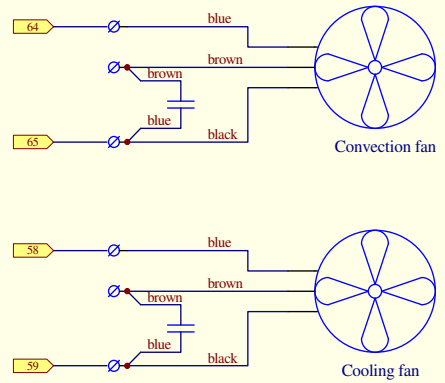 blue
64
brown
brown
blue
65
black
Convection fan
blue
58
brown
brown
blue
59
black
Cooling fan